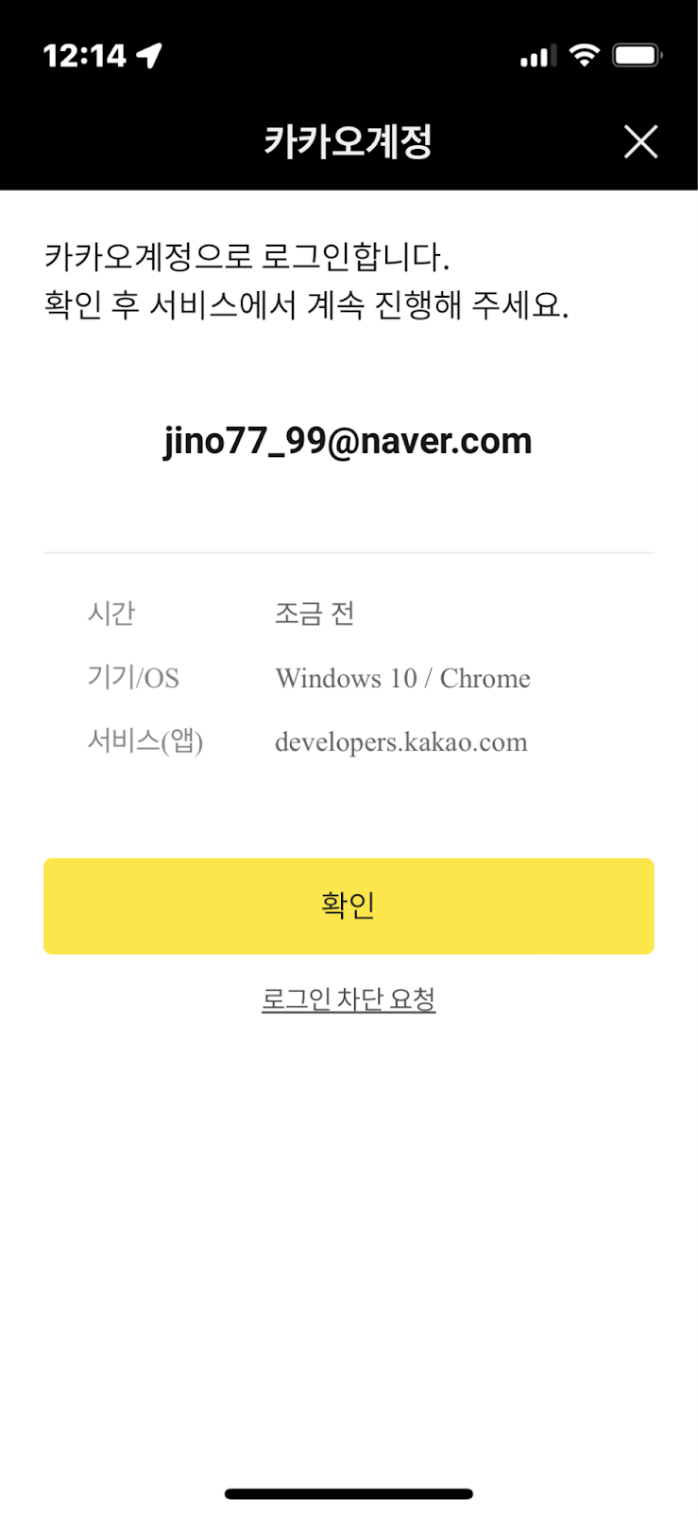 12:14
카카오계정
카카오계정으로 로그인합니다.
확인 후 서비스에서 계속 진행해 주세요.
jino77_99@naver.com
시간 조금 전
기기/OS Windows 10 / Chrome
서비스(앱) developers.kakao.com
확인
로그인 차단 요청